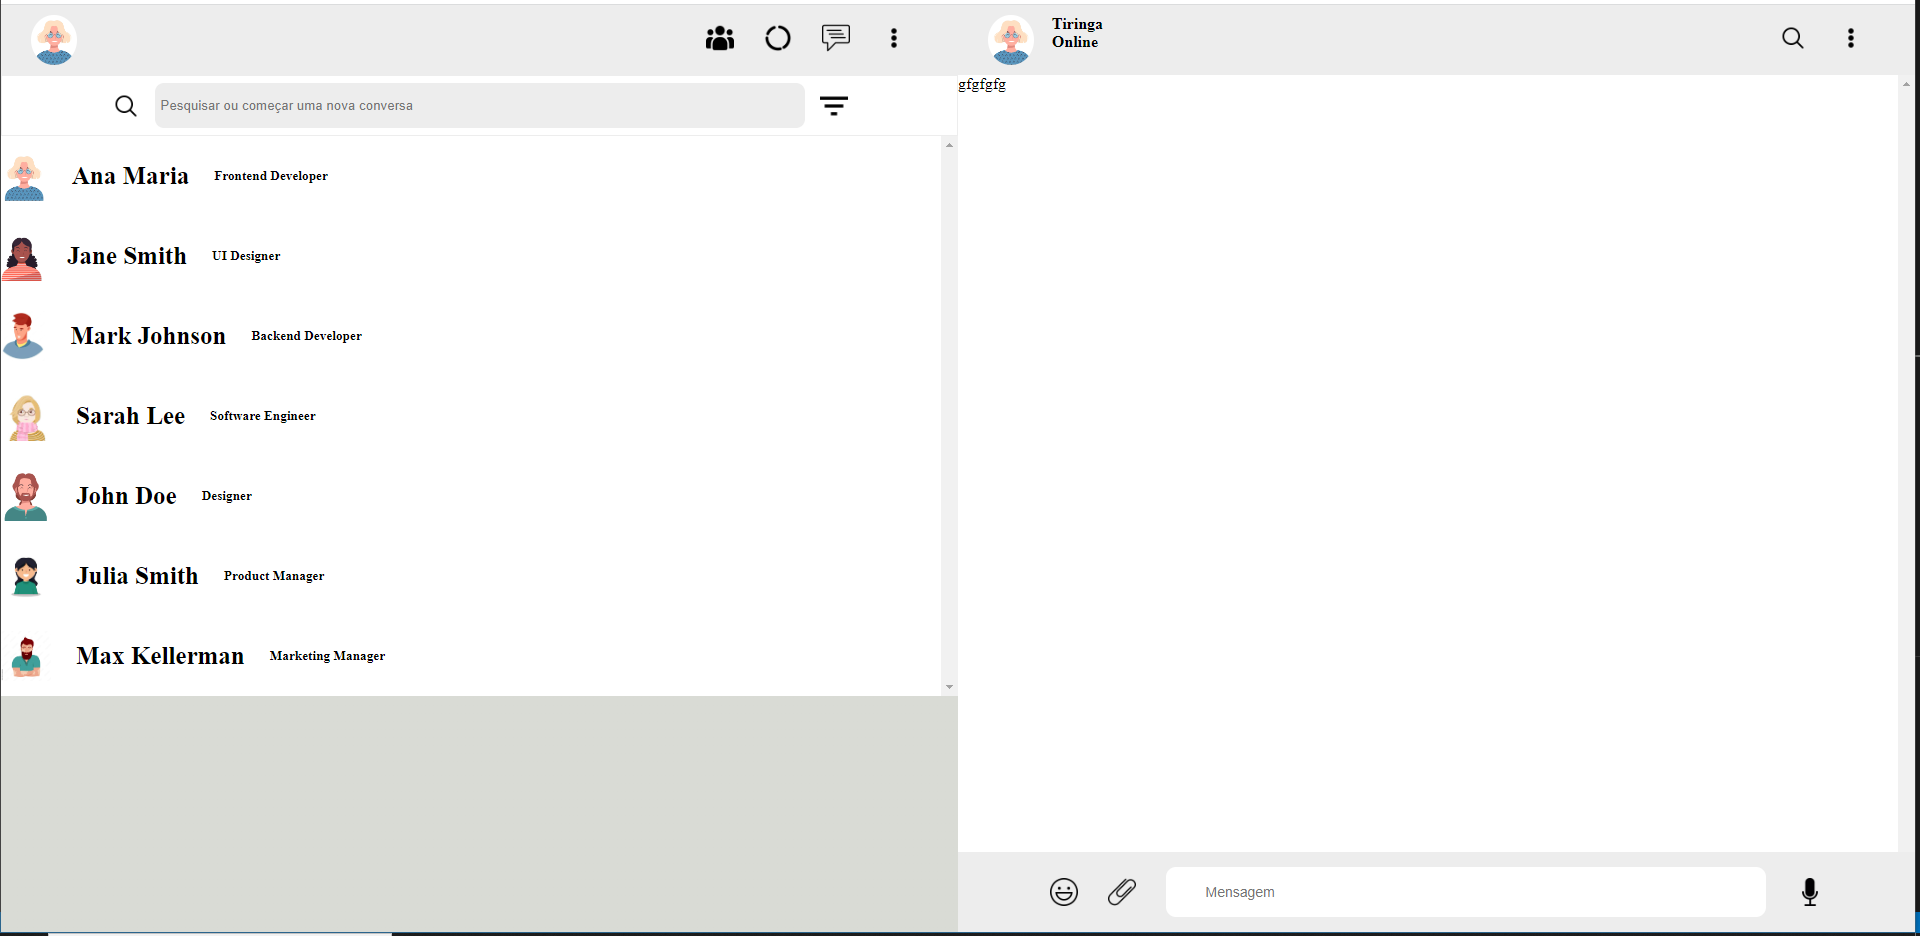 Tiringa
Online
Pesquisar ou começar uma nova conversa
gfgfgfg
Ana Maria Frontend Developer
Jane Smith UI Designer
Mark Johnson Backend Developer
Sarah Lee Software Engineer
John Doe Designer
Julia Smith Product Manager
Max Kellerman Marketing Manager
Mensagem